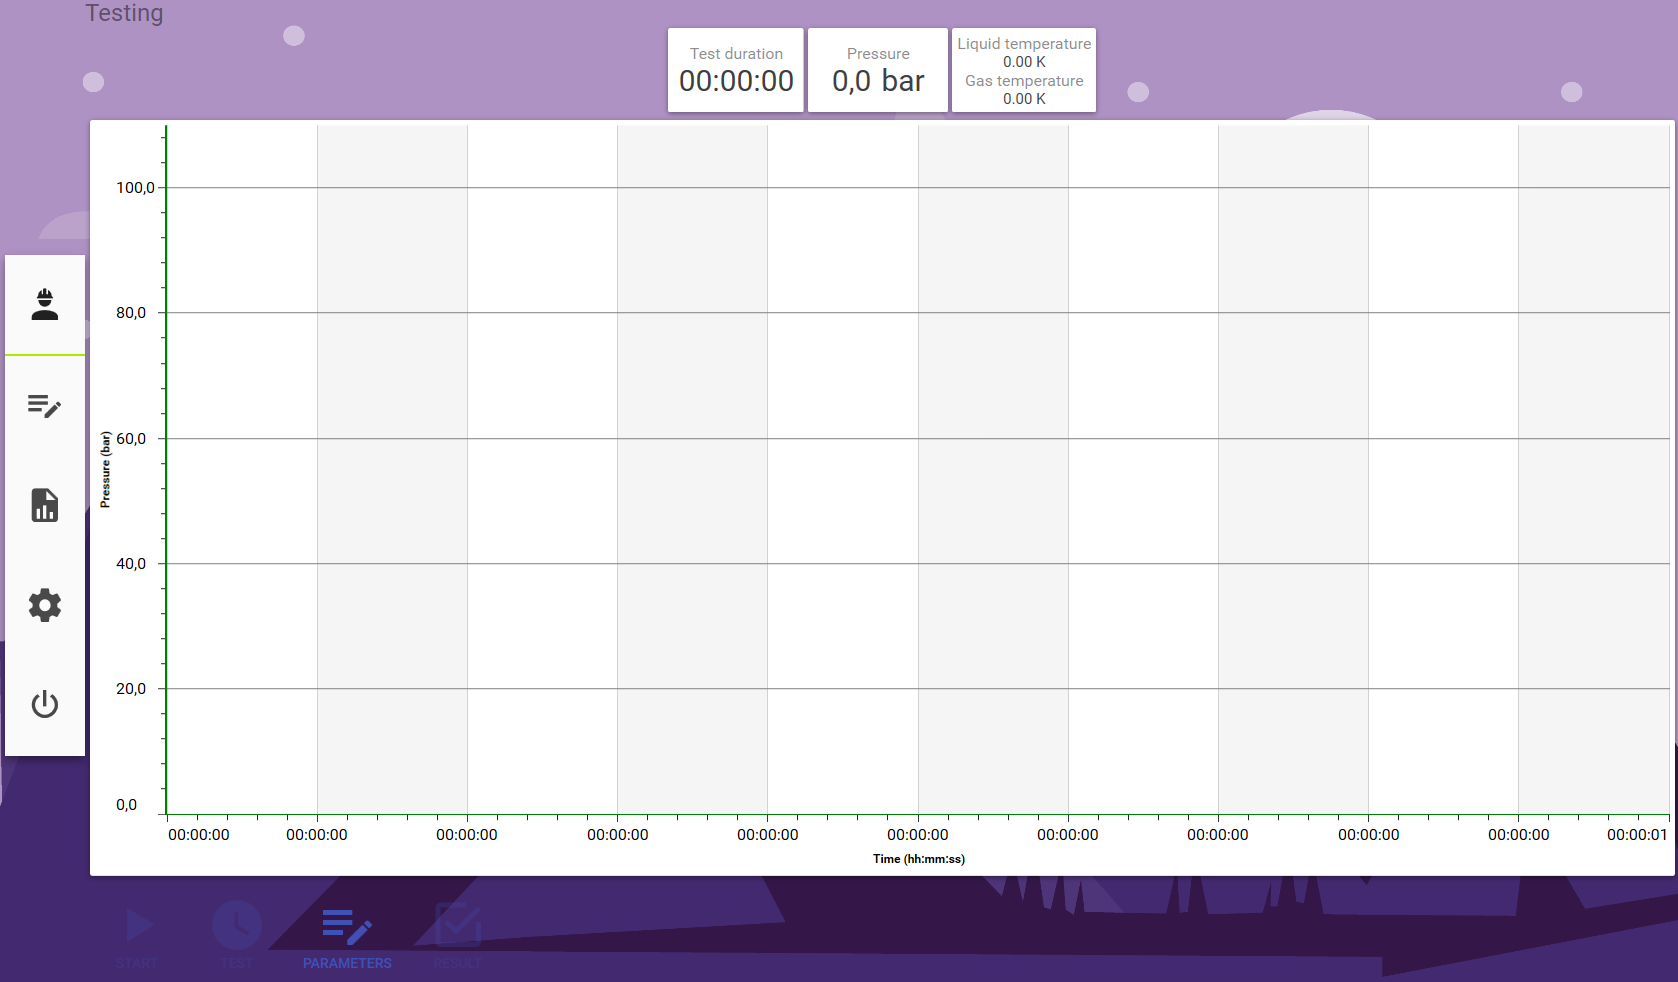 Testing
Test duration
00:00:00
Pressure
0,0 bar
Liquid temperature
0.00 K
Gas temperature
0.00 K
100,0
80,0
60,0
40,0
20,0
0,0
Pressure (bar)
00:00:00 00:00:00 00:00:00 00:00:00 00:00:00 00:00:00 00:00:00 00:00:00 00:00:00 00:00:00 00:00:01
Time (hh:mm:ss)
START TEST PARAMETERS RESULT